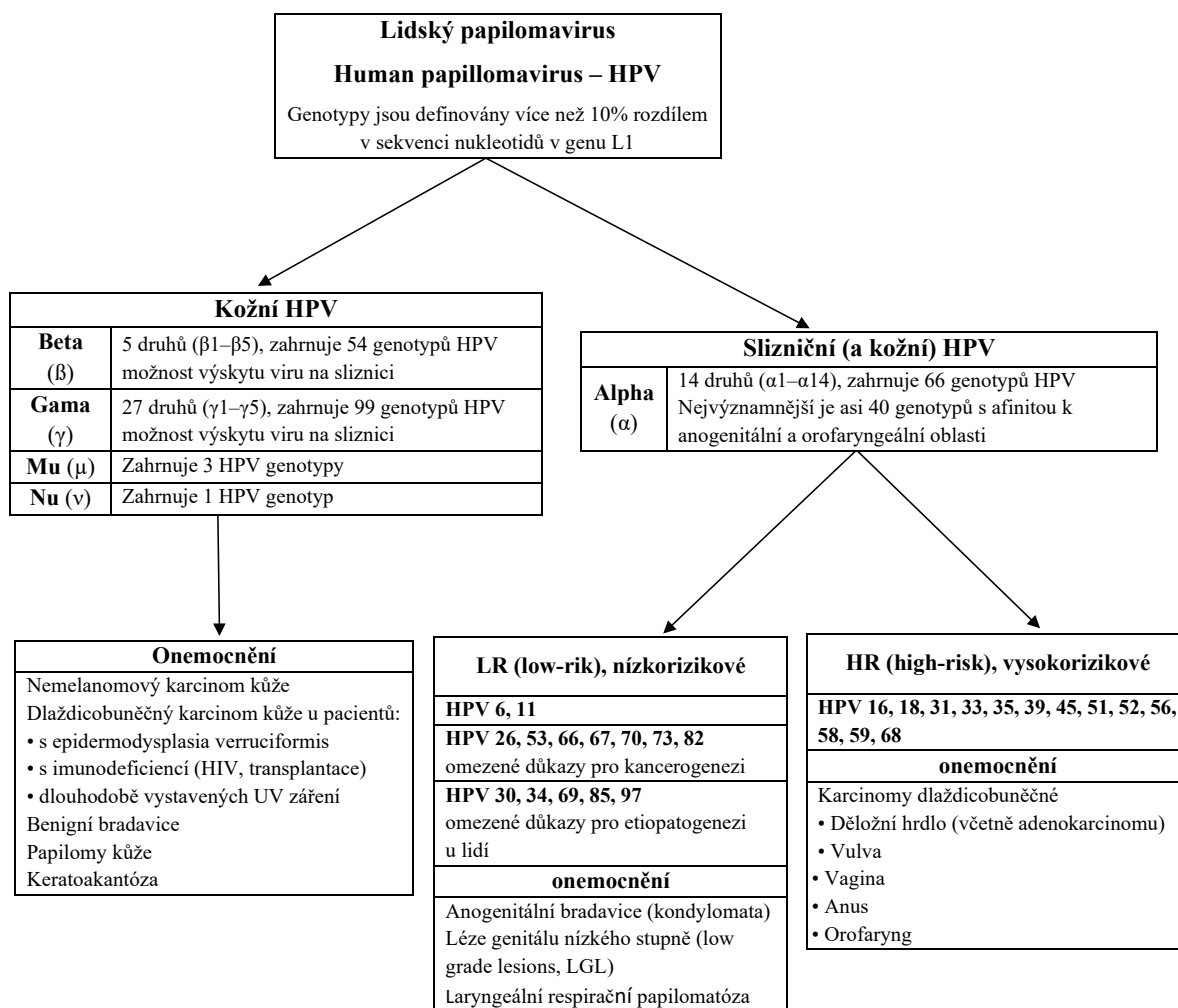 Lidský papilomavirus
Human papillomavirus – HPV
Genotypy jsou definovány více než 10% rozdílem
v sekvenci nukleotidů v genu L1
Kožní HPV
Beta
(ß)
5 druhů (β1–β5), zahrnuje 54 genotypů HPV
možnost výskytu viru na sliznici
Gama
(γ)
27 druhů (γ1–γ5), zahrnuje 99 genotypů HPV
možnost výskytu viru na sliznici
Mu (μ) Zahrnuje 3 HPV genotypy
Nu (ν) Zahrnuje 1 HPV genotyp
Slizniční (a kožní) HPV
Alpha
(α)
14 druhů (α1–α14), zahrnuje 66 genotypů HPV
Nejvýznamnější je asi 40 genotypů s afinitou k
anogenitální a orofaryngeální oblasti
Onemocnění
Nemelanomový karcinom kůže
Dlaždicobuněčný karcinom kůže u pacientů:
• s epidermodysplasia verruciformis
• s imunodeficiencí (HIV, transplantace)
• dlouhodobě vystavených UV záření
Benigní bradavice
Papilomy kůže
Keratoakantóza
LR (low-rik), nízkorizikové
HPV 6, 11
HPV 26, 53, 66, 67, 70, 73, 82
omezené důkazy pro kancerogenezi
HPV 30, 34, 69, 85, 97
omezené důkazy pro etiopatogenezi
u lidí
onemocnění
Anogenitální bradavice (kondylomata)
Léze genitálu nízkého stupně (low
grade lesions, LGL)
Laryngeální respirační papilomatóza
HR (high-risk), vysokorizikové
HPV 16, 18, 31, 33, 35, 39, 45, 51, 52, 56,
58, 59, 68
onemocnění
Karcinomy dlaždicobuněčné
• Děložní hrdlo (včetně adenokarcinomu)
• Vulva
• Vagina
• Anus
• Orofaryng